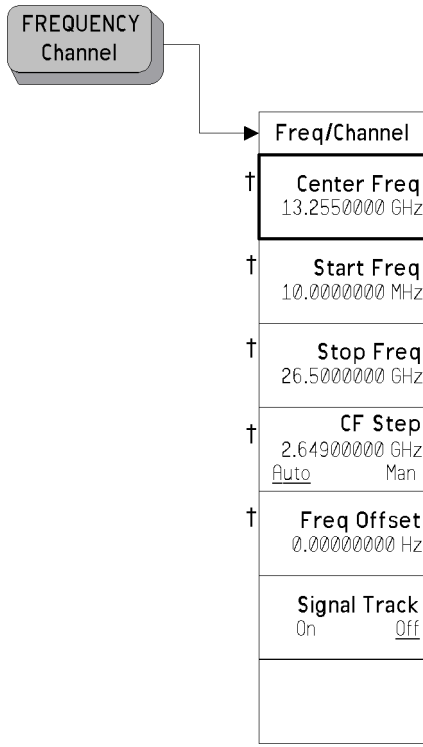 FREQUENCY
Channel
Freq/Channel
† Center Freq
13.2550000 GHz
† Start Freq
10.0000000 MHz
† Stop Freq
26.5000000 GHz
† CF Step
2.64900000 GHz
Auto Man
† Freq Offset
0.00000000 Hz
Signal Track
On Off